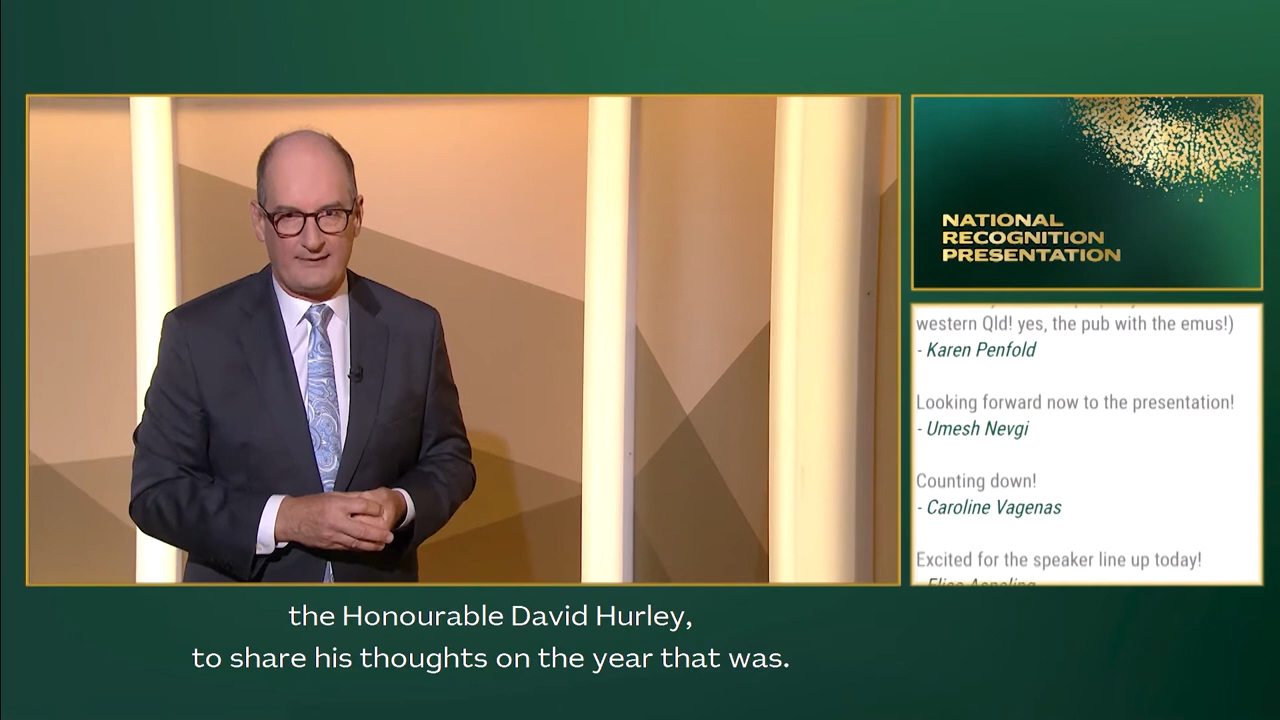 NATIONAL
RECOGNITION
PRESENTATION
western Qld! yes, the pub with the emus!)
- Karen Penfold
Looking forward now to the presentation!
- Umesh Nevgi
Counting down!
- Caroline Vagenas
Excited for the speaker line up today!
the Honourable David Hurley,
to share his thoughts on the year that was.